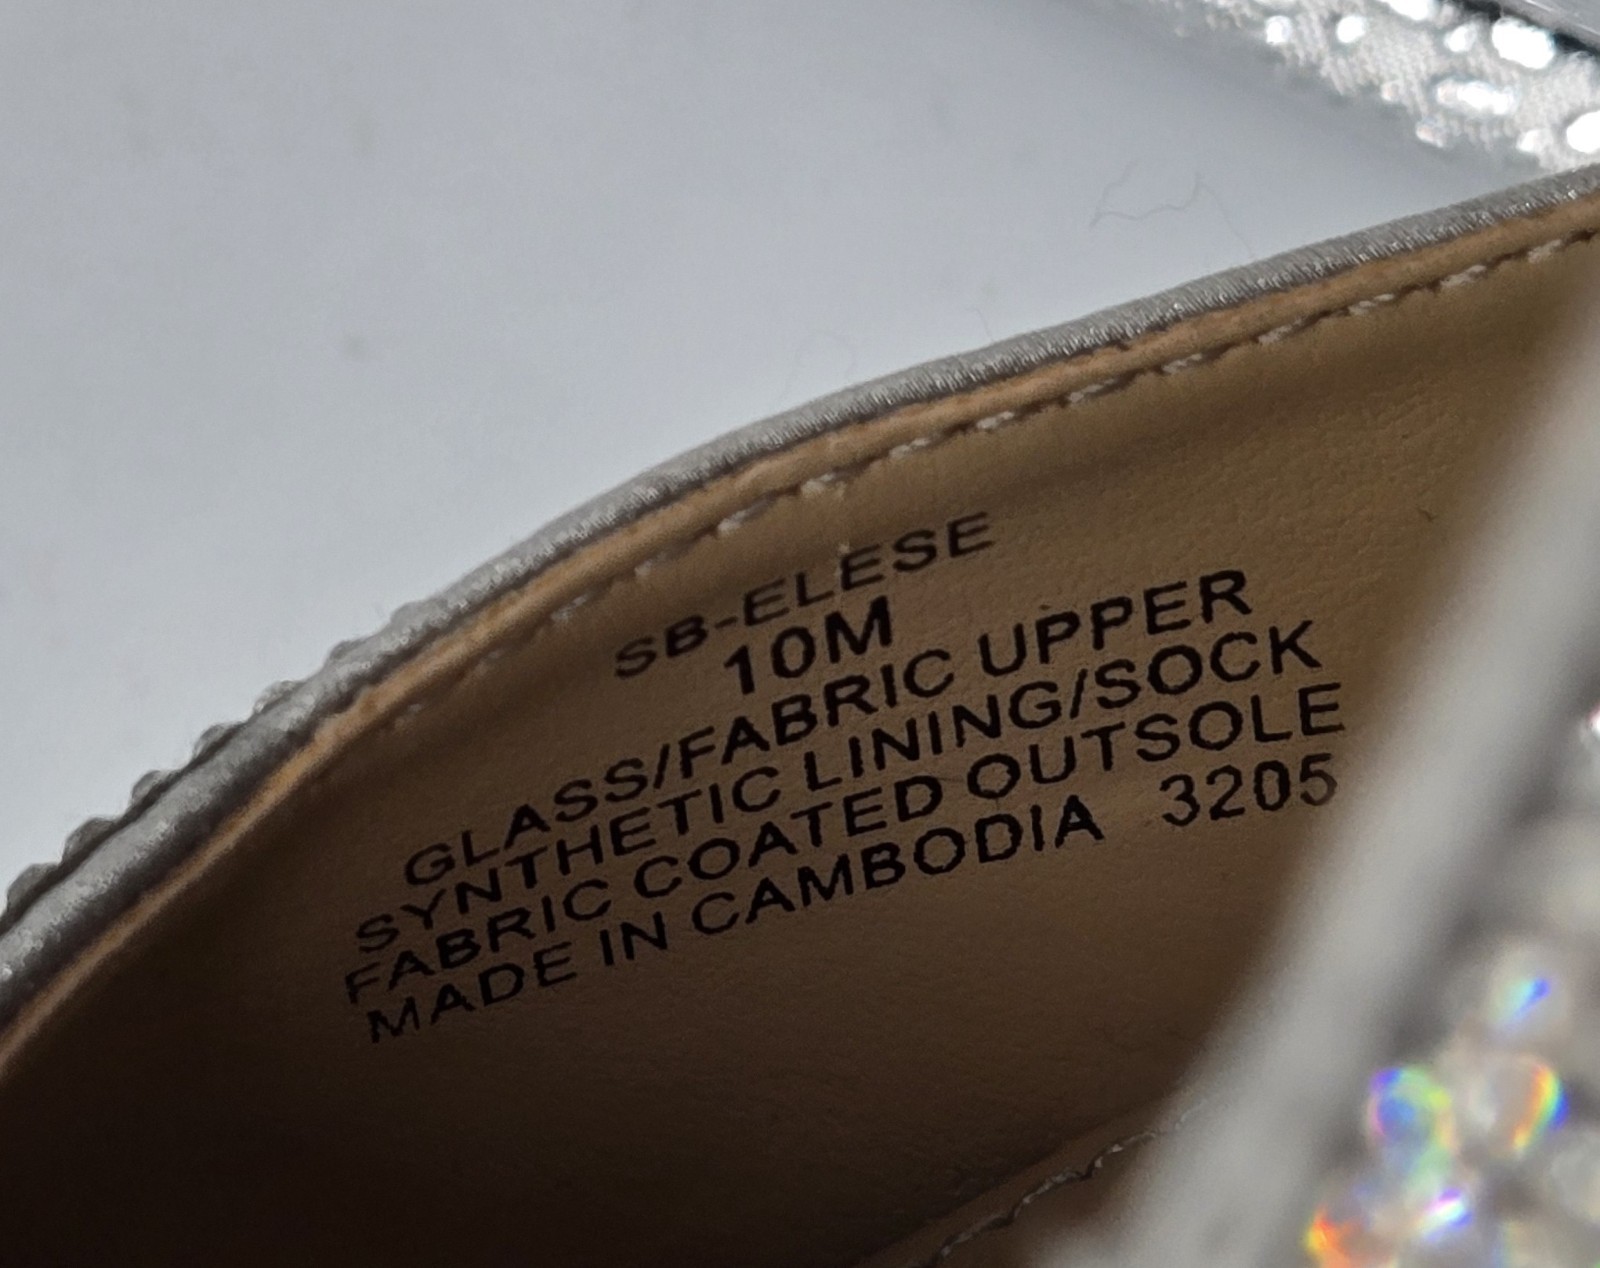 SB-ELESE
10M
GLASS/FABRIC UPPER
SYNTHETIC LINING/SOCK
FABRIC COATED OUTSOLE
MADE IN CAMBODIA 3205